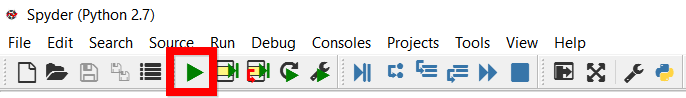 Spyder (Python 2.7)
File Edit Search Source Run Debug Consoles Projects Tools View Help